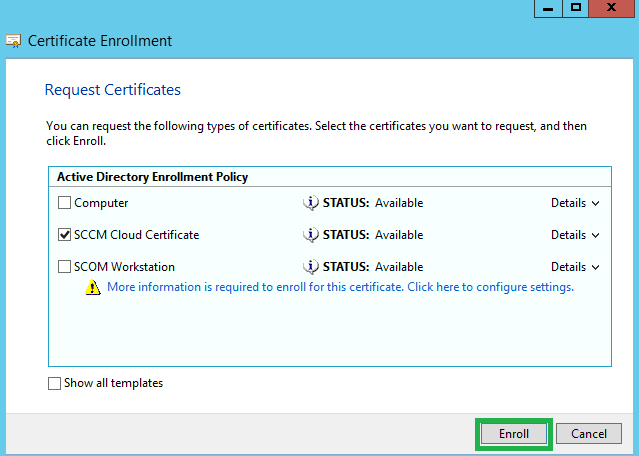 Certificate Enrollment
Request Certificates
You can request the following types of certificates. Select the certificates you want to request, and then
click Enroll.
Active Directory Enrollment Policy
Computer STATUS: Available Details
SCCM Cloud Certificate STATUS: Available Details
SCOM Workstation STATUS: Available Details
More information is required to enroll for this certificate. Click here to configure settings.
Show all templates
Enroll Cancel